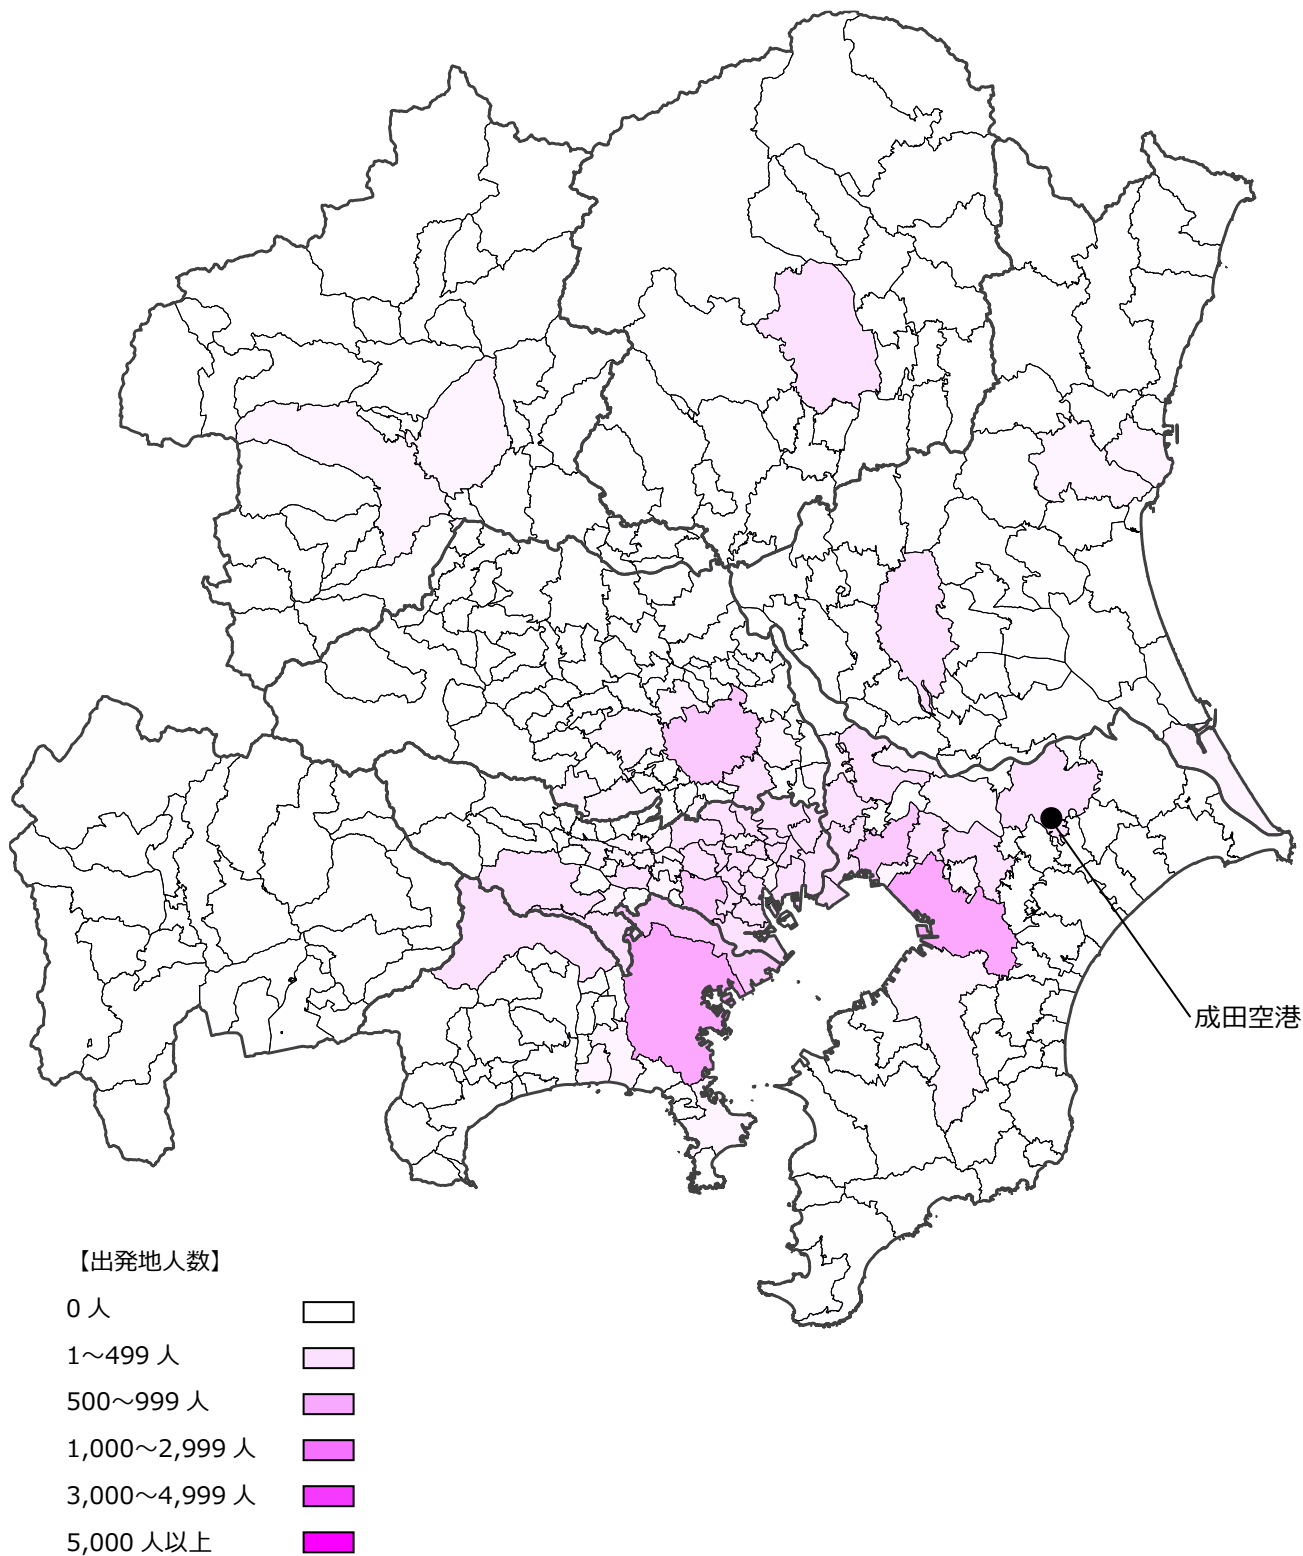 成田空港
【出発地人数】
0 人
1～499 人
500～999 人
1,000～2,999 人
3,000～4,999 人
5,000 人以上